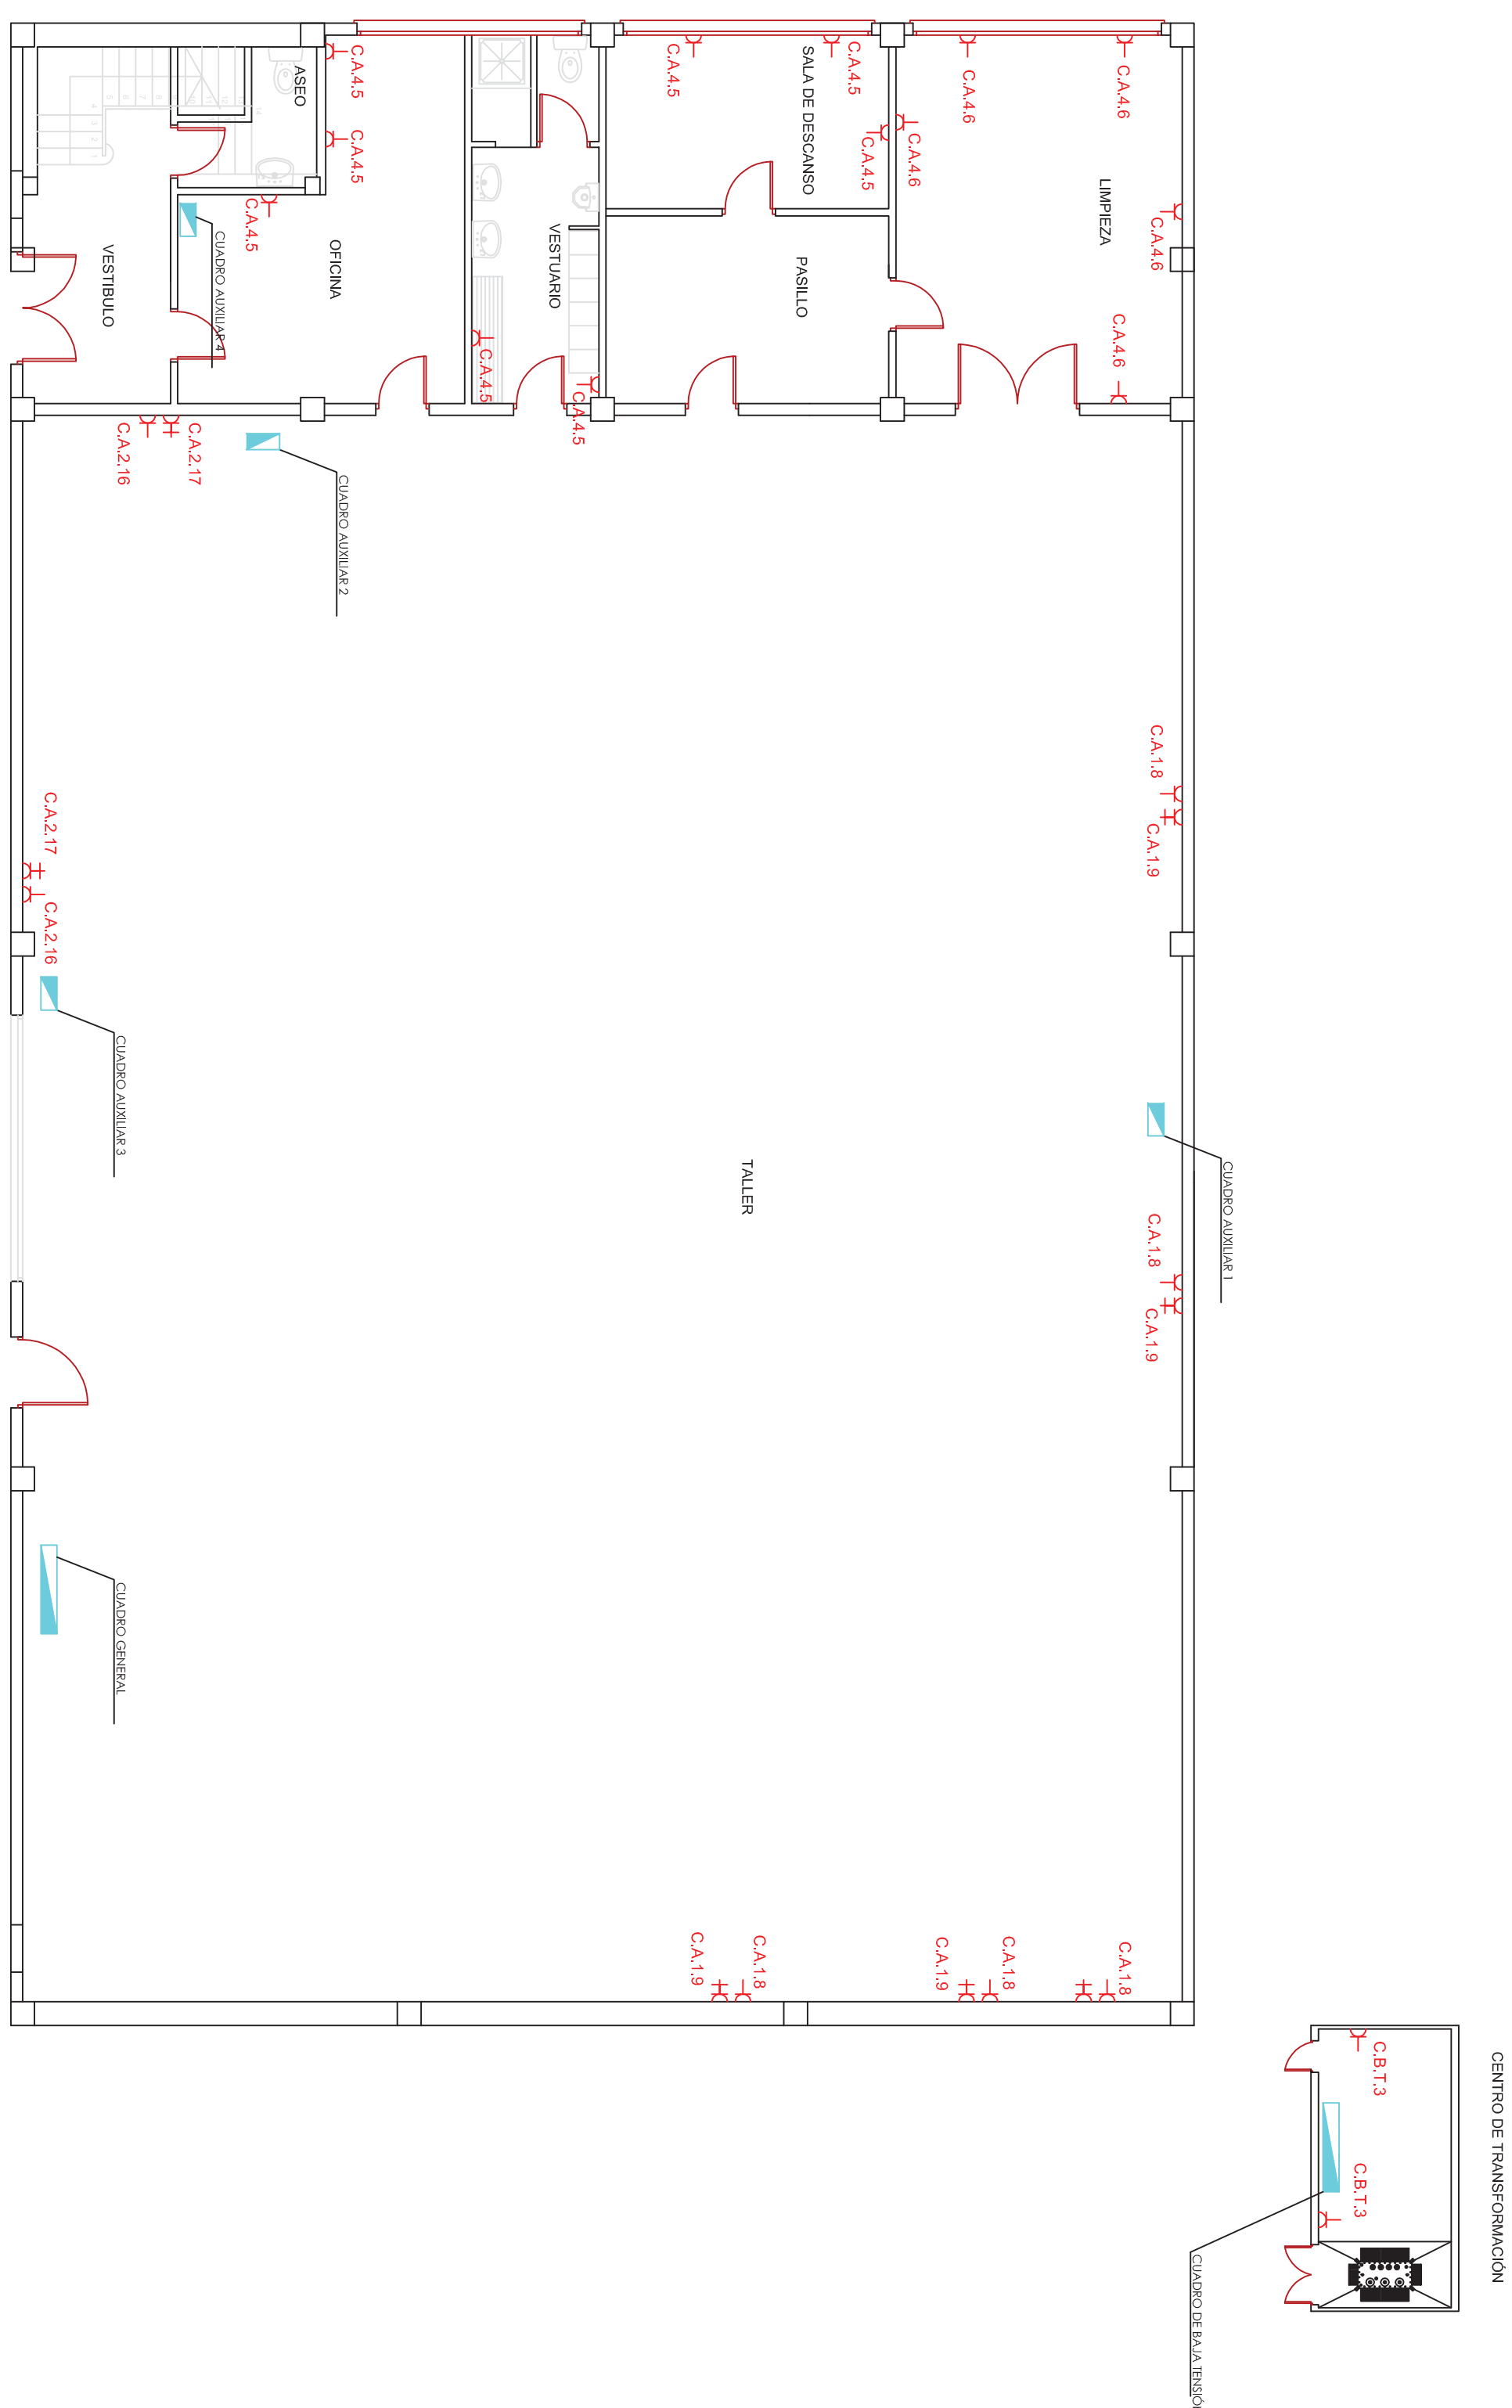 CENTRO DE TRANSFORMACIÓN
C.B.T.3
C.B.T.3
CUADRO AUXILIAR 1
CUADRO DE BAJA TENSIÓ
C.A.4.6
C.A.1.8
C.A.1.9
C.A.1.8
C.A.1.9
C.A.4.6
C.A.4.6
C.A.1.8
LIMPIEZA
C.A.1.8
C.A.4.6
C.A.1.9
C.A.4.6
C.A.4.5
C.A.4.5
SALA DE DESCANSO
PASILLO
C.A.1.8
TALLER
C.A.1.9
C.A.4.5
C.A.4.5
VESTUARIO
C.A.4.5
C.A.4.5
C.A.4.5
CUADRO AUXILIAR 2
OFICINA
ASEO
C.A.4.5
CUADRO AUXILIAR 4
C.A.2.17
C.A.2.16
CUADRO AUXILIAR 3
CUADRO GENERAL
VESTIBULO
C.A.2.17
C.A.2.16